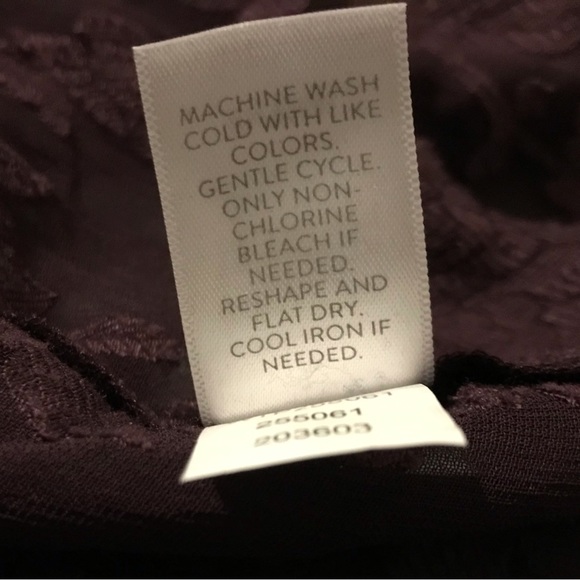 MACHINE WASH
COLD WITH LIKE
COLORS.
GENTLE CYCLE.
ONLY NON-
CHLORINE
BLEACH IF
NEEDED.
RESHAPE AND
FLAT DRY.
COOL IRON IF
NEEDED.
255061
203603